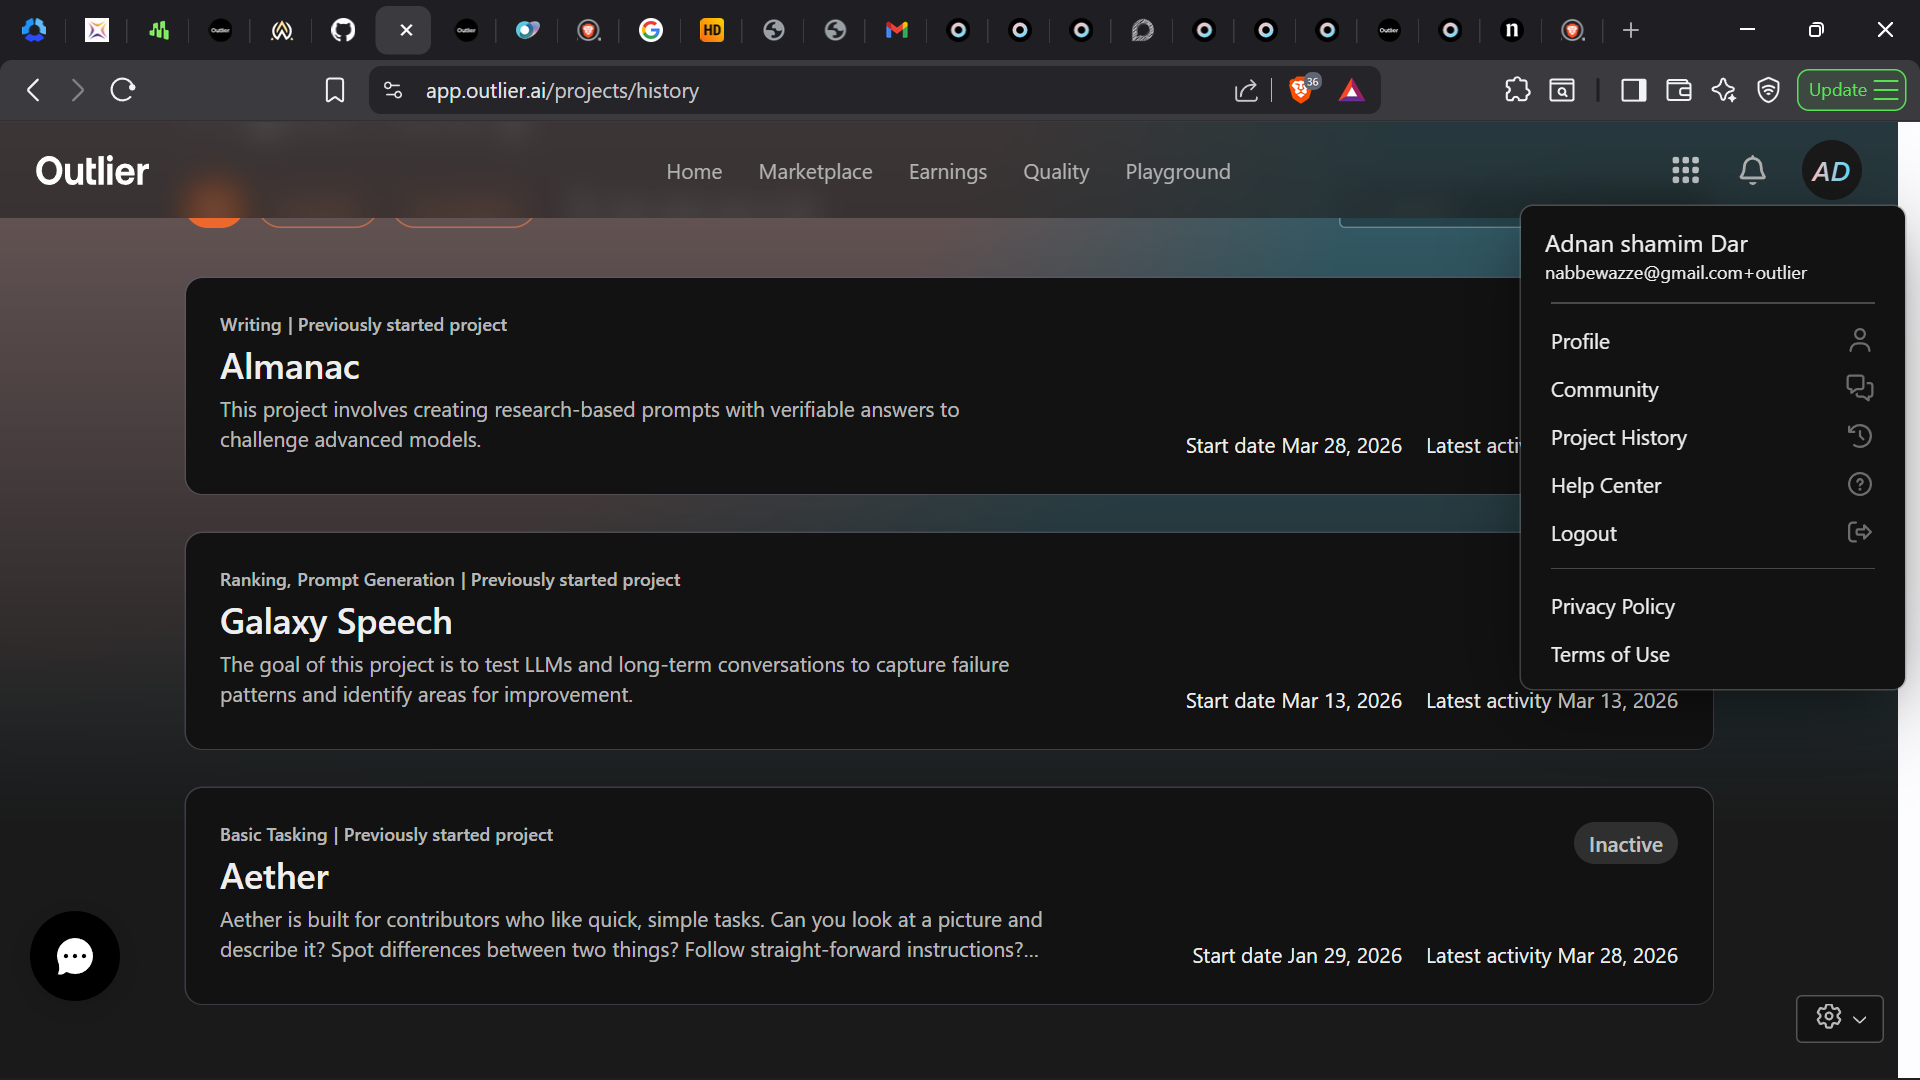 HD
n
app.outlier.ai/projects/history
36
Update
Outlier
Home
Marketplace
Earnings
Quality
Playground
AD
Adnan shamim Dar
nabbewazze@gmail.com+outlier
Profile
Community
Project History
Help Center
Logout
Privacy Policy
Terms of Use
Writing | Previously started project
Almanac
This project involves creating research-based prompts with verifiable answers to
challenge advanced models.
Start date Mar 28, 2026
Latest acti
Ranking, Prompt Generation | Previously started project
Galaxy Speech
The goal of this project is to test LLMs and long-term conversations to capture failure
patterns and identify areas for improvement.
Start date Mar 13, 2026
Latest activity Mar 13, 2026
Basic Tasking | Previously started project
Inactive
Aether
Aether is built for contributors who like quick, simple tasks. Can you look at a picture and
describe it? Spot differences between two things? Follow straight-forward instructions?...
Start date Jan 29, 2026
Latest activity Mar 28, 2026